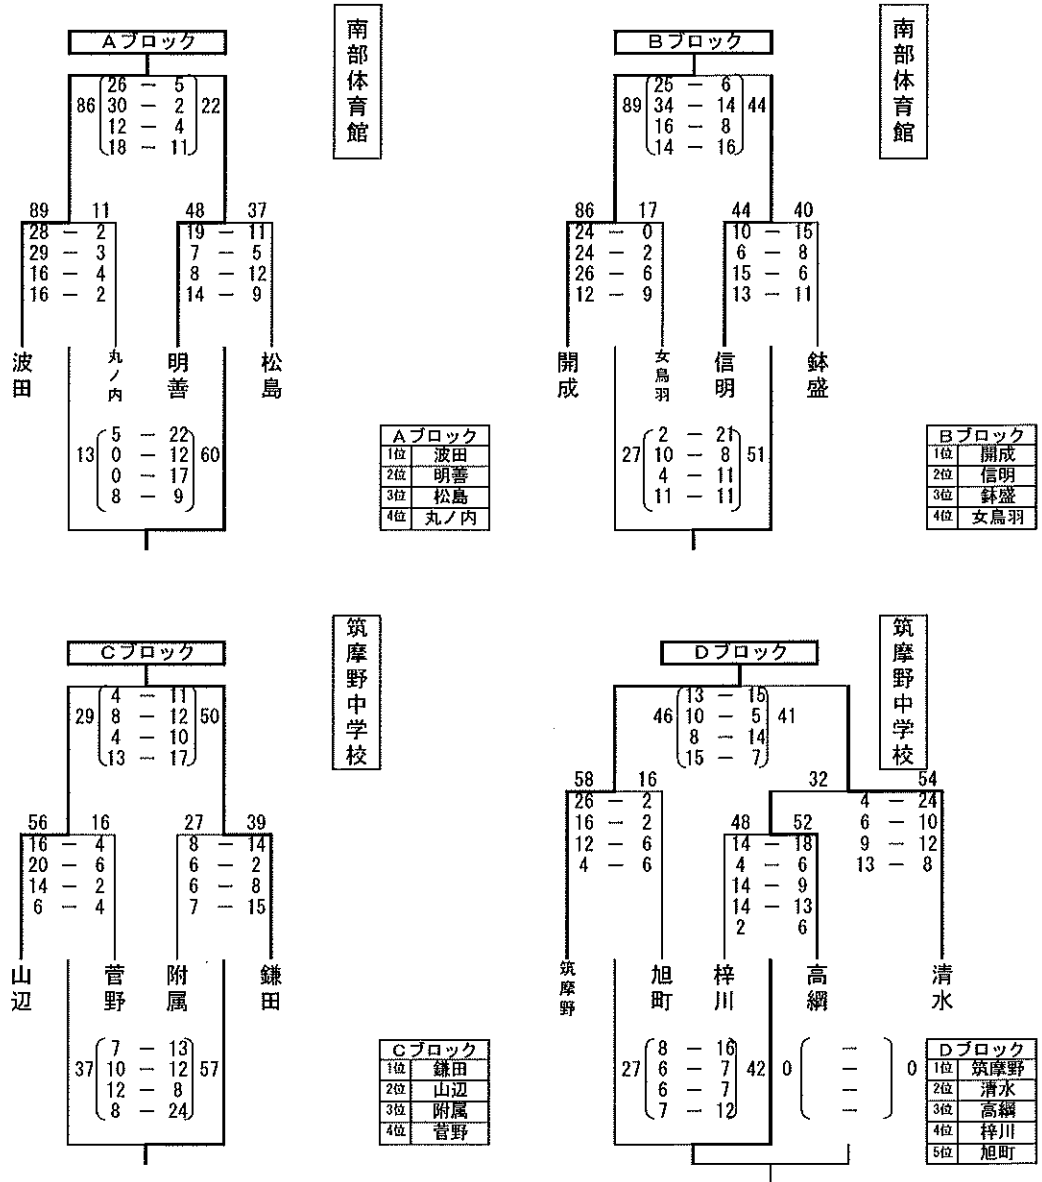 Aブロック
南部体育館
26 － 5
86 30 － 2 22
12 － 4
18 － 11
89 11
28 － 2
29 － 3
16 － 4
16 － 2
48 37
19 － 11
7 － 5
8 － 12
14 － 9
波田
丸ノ内
明善
松島
5 － 22
13 0 － 12 60
0 － 17
8 － 9
Aブロック
1位 波田
2位 明善
3位 松島
4位 丸ノ内
Bブロック
南部体育館
25 － 6
89 34 － 14 44
16 － 8
14 － 16
86 17
24 － 0
24 － 2
26 － 6
12 － 9
44 40
10 － 15
6 － 8
15 － 6
13 － 11
開成
女鳥羽
信明
鉢盛
2 － 21
27 10 － 8 51
4 － 11
11 － 11
Bブロック
1位 開成
2位 信明
3位 鉢盛
4位 女鳥羽
Cブロック
筑摩野中学校
4 － 11
29 8 － 12 50
4 － 10
13 － 17
56 16
16 － 4
20 － 6
14 － 2
6 － 4
27 39
8 － 14
6 － 2
6 － 8
7 － 15
山辺
菅野
附属
鎌田
7 － 13
37 10 － 12 57
12 － 8
8 － 24
Cブロック
1位 鎌田
2位 山辺
3位 附属
4位 菅野
Dブロック
筑摩野中学校
13 － 15
46 10 － 5 41
8 － 14
15 － 7
58 16
26 － 2
16 － 2
12 － 6
4 － 6
32 54
4 － 24
6 － 10
9 － 12
13 － 8
48 52
14 － 18
4 － 6
14 － 9
14 － 13
2 6
筑摩野
旭町
梓川
高綱
清水
8 － 16
27 6 － 7 42
6 － 7
7 － 12
－
0 － 0
－
－
Dブロック
1位 筑摩野
2位 清水
3位 高綱
4位 梓川
5位 旭町